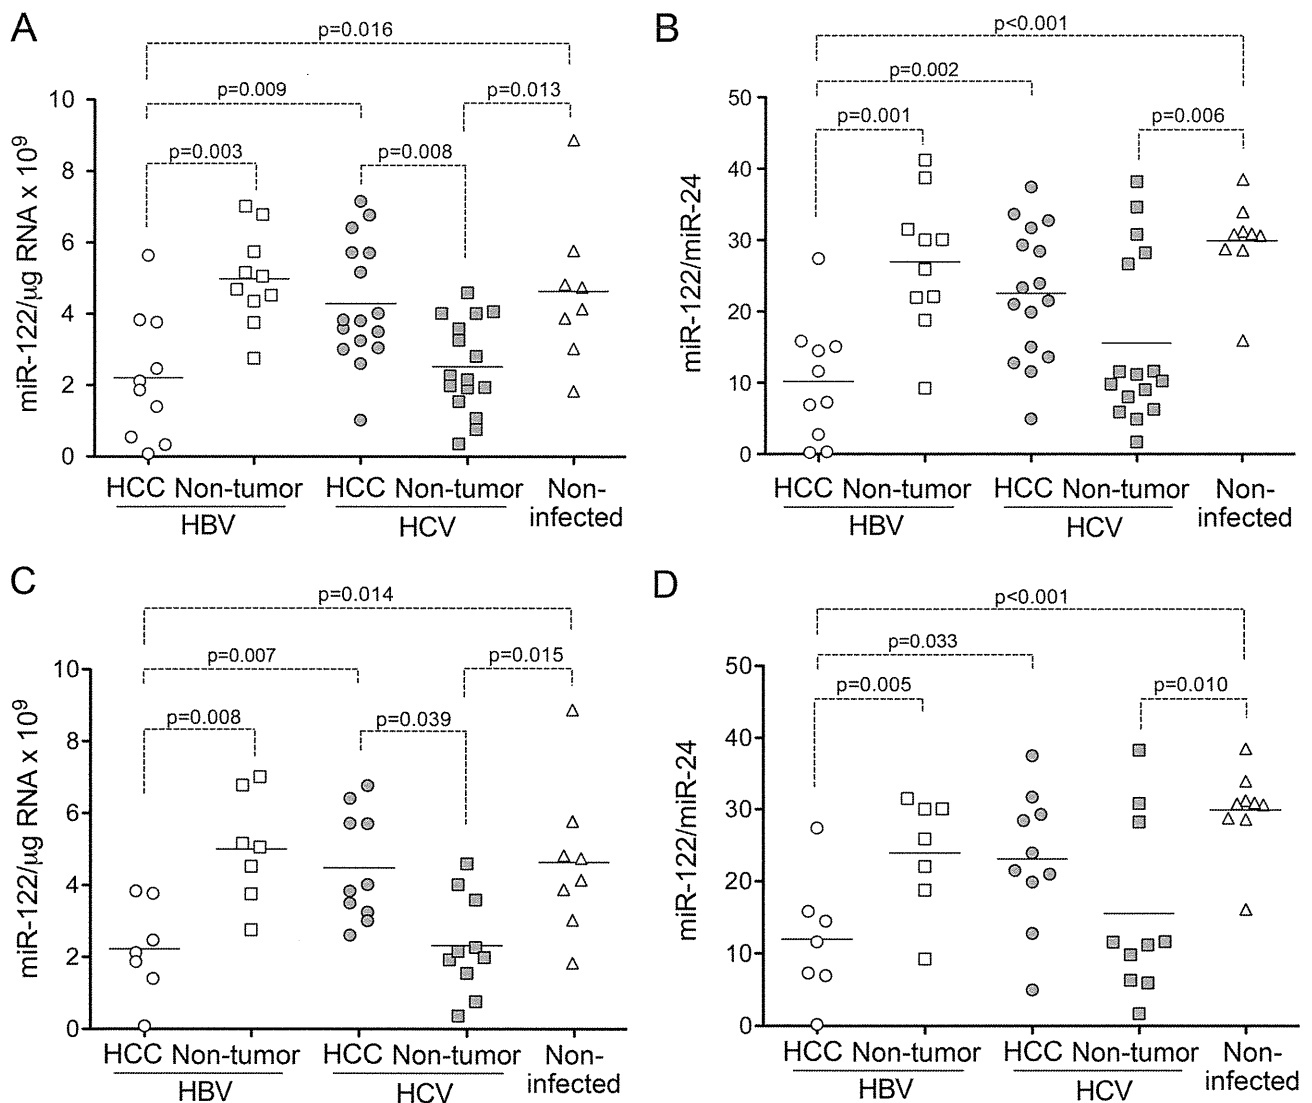 A
p=0.016
p=0.009
p=0.013
p=0.003
p=0.008
miR-122/µg RNA x 10⁹
10
8
6
4
2
0
HCC Non-tumor HCC Non-tumor Non-infected
HBV HCV
B
p<0.001
p=0.002
p=0.001
p=0.006
miR-122/miR-24
50
40
30
20
10
0
HCC Non-tumor HCC Non-tumor Non-infected
HBV HCV
C
p=0.014
p=0.007
p=0.015
p=0.008
p=0.039
miR-122/µg RNA x 10⁹
10
8
6
4
2
0
HCC Non-tumor HCC Non-tumor Non-infected
HBV HCV
D
p<0.001
p=0.033
p=0.005
p=0.010
miR-122/miR-24
50
40
30
20
10
0
HCC Non-tumor HCC Non-tumor Non-infected
HBV HCV